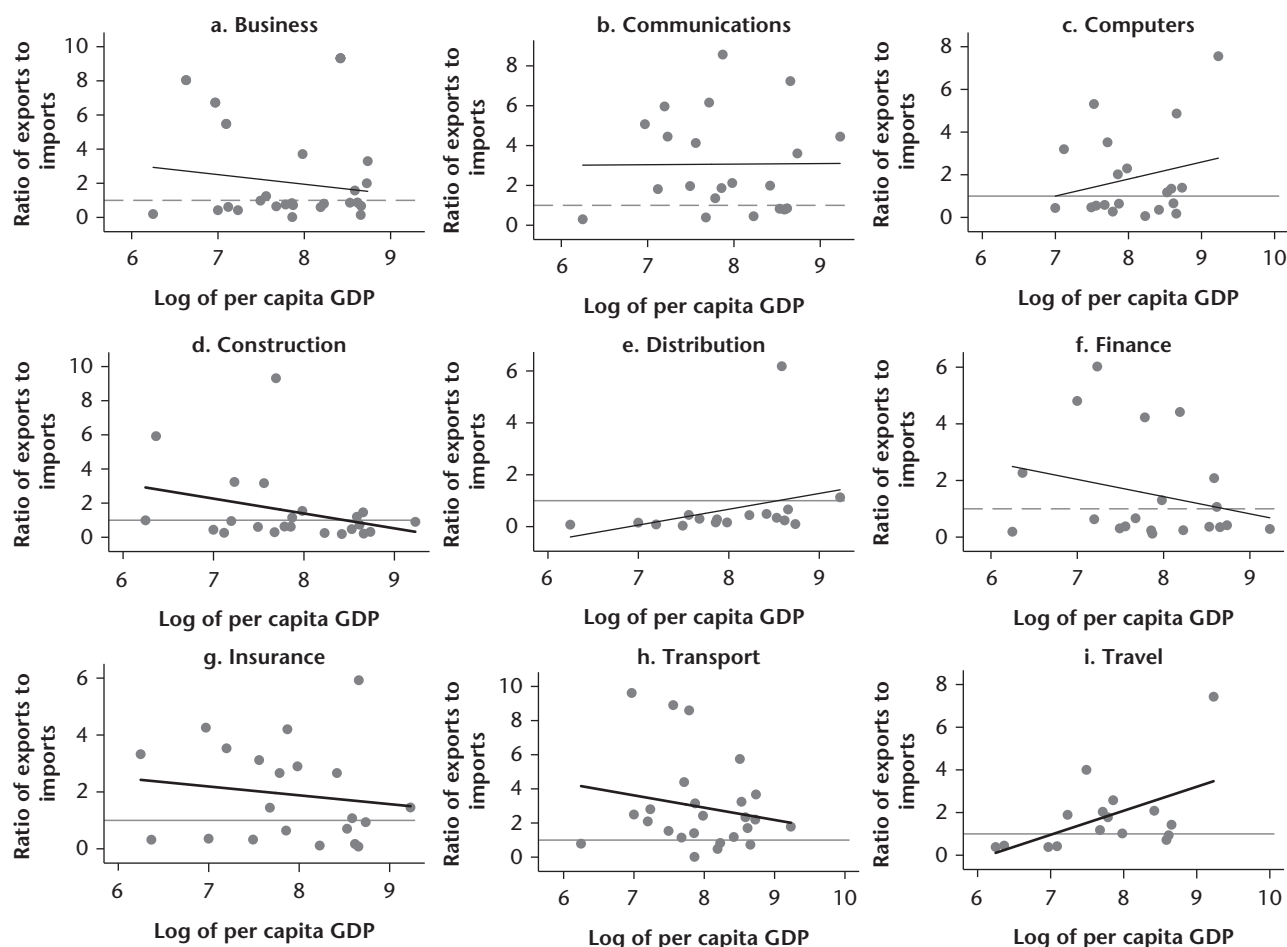 a. Business
Ratio of exports to
imports
10
8
6
4
2
0
6 7 8 9
Log of per capita GDP
b. Communications
Ratio of exports to
imports
8
6
4
2
0
6 7 8 9
Log of per capita GDP
c. Computers
Ratio of exports to
imports
8
6
4
2
0
6 7 8 9 10
Log of per capita GDP
d. Construction
Ratio of exports to
imports
10
8
6
4
2
0
6 7 8 9
Log of per capita GDP
e. Distribution
Ratio of exports to
imports
6
4
2
0
6 7 8 9
Log of per capita GDP
f. Finance
Ratio of exports to
imports
6
4
2
0
6 7 8 9
Log of per capita GDP
g. Insurance
Ratio of exports to
imports
6
4
2
0
6 7 8 9
Log of per capita GDP
h. Transport
Ratio of exports to
imports
10
8
6
4
2
0
6 7 8 9 10
Log of per capita GDP
i. Travel
Ratio of exports to
imports
8
6
4
2
0
6 7 8 9 10
Log of per capita GDP